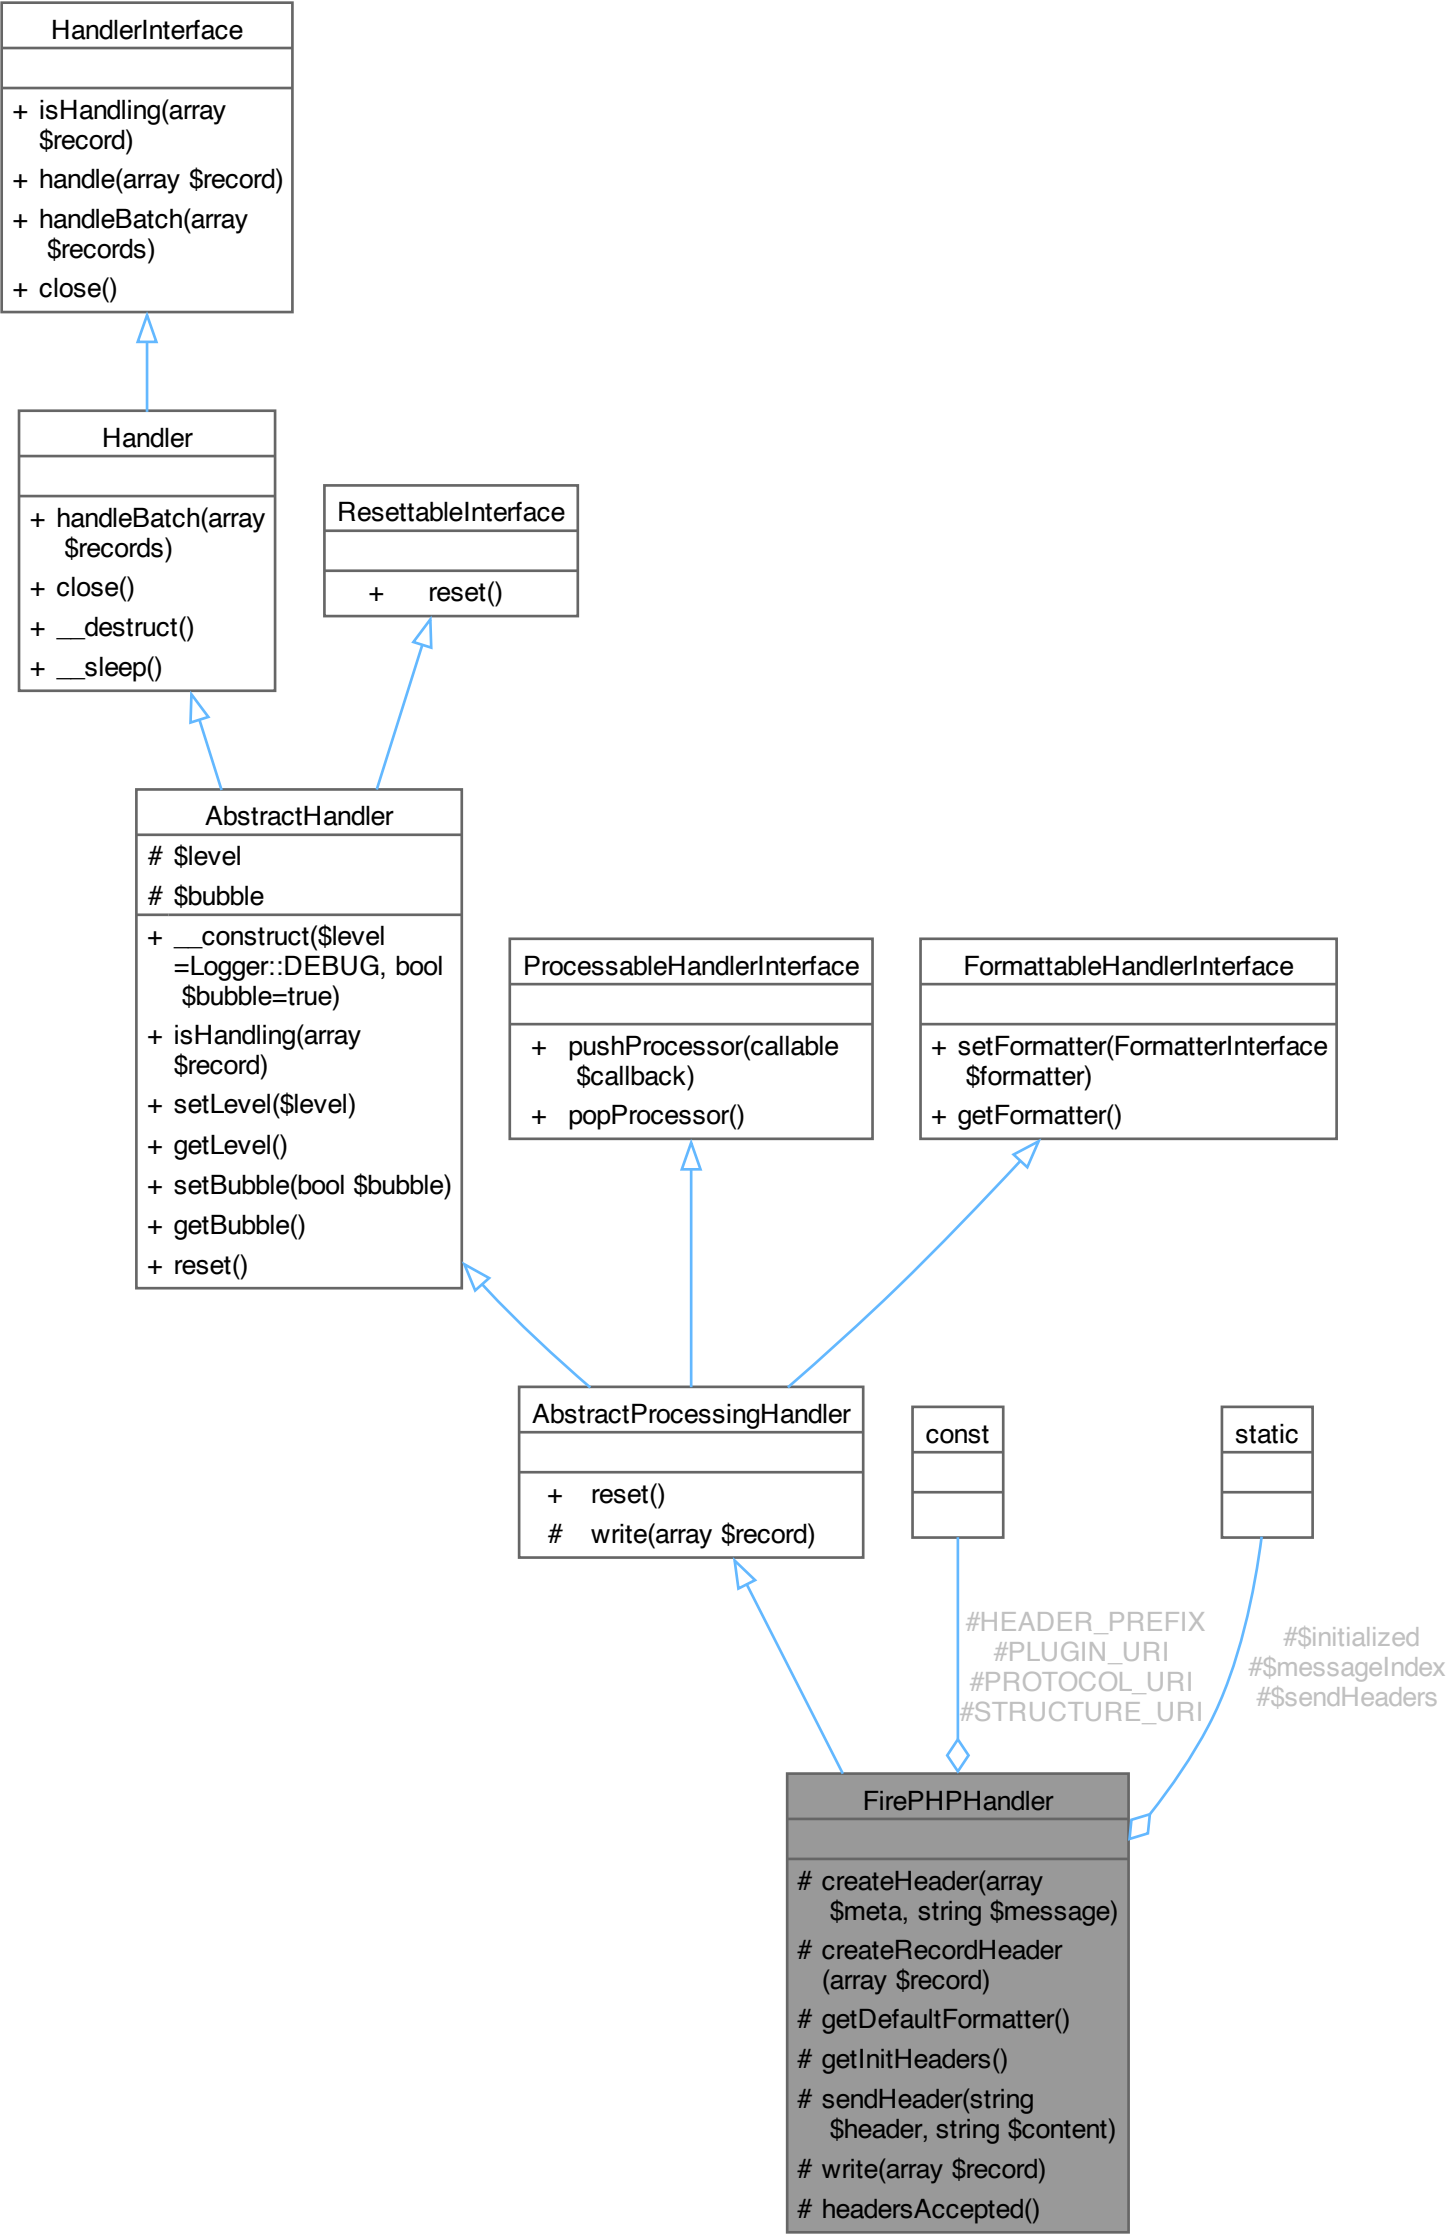 HandlerInterface
+ isHandling(array
$record)
+ handle(array $record)
+ handleBatch(array
$records)
+ close()
Handler
+ handleBatch(array
$records)
+ close()
+ __destruct()
+ __sleep()
ResettableInterface
+ reset()
AbstractHandler
# $level
# $bubble
+ __construct($level
=Logger::DEBUG, bool
$bubble=true)
+ isHandling(array
$record)
+ setLevel($level)
+ getLevel()
+ setBubble(bool $bubble)
+ getBubble()
+ reset()
ProcessableHandlerInterface
+ pushProcessor(callable
$callback)
+ popProcessor()
FormattableHandlerInterface
+ setFormatter(FormatterInterface
$formatter)
+ getFormatter()
AbstractProcessingHandler
+ reset()
# write(array $record)
const
static
#HEADER_PREFIX
#PLUGIN_URI
#PROTOCOL_URI
#STRUCTURE_URI
#$initialized
#$messageIndex
#$sendHeaders
FirePHPHandler
# createHeader(array
$meta, string $message)
# createRecordHeader
(array $record)
# getDefaultFormatter()
# getInitHeaders()
# sendHeader(string
$header, string $content)
# write(array $record)
# headersAccepted()